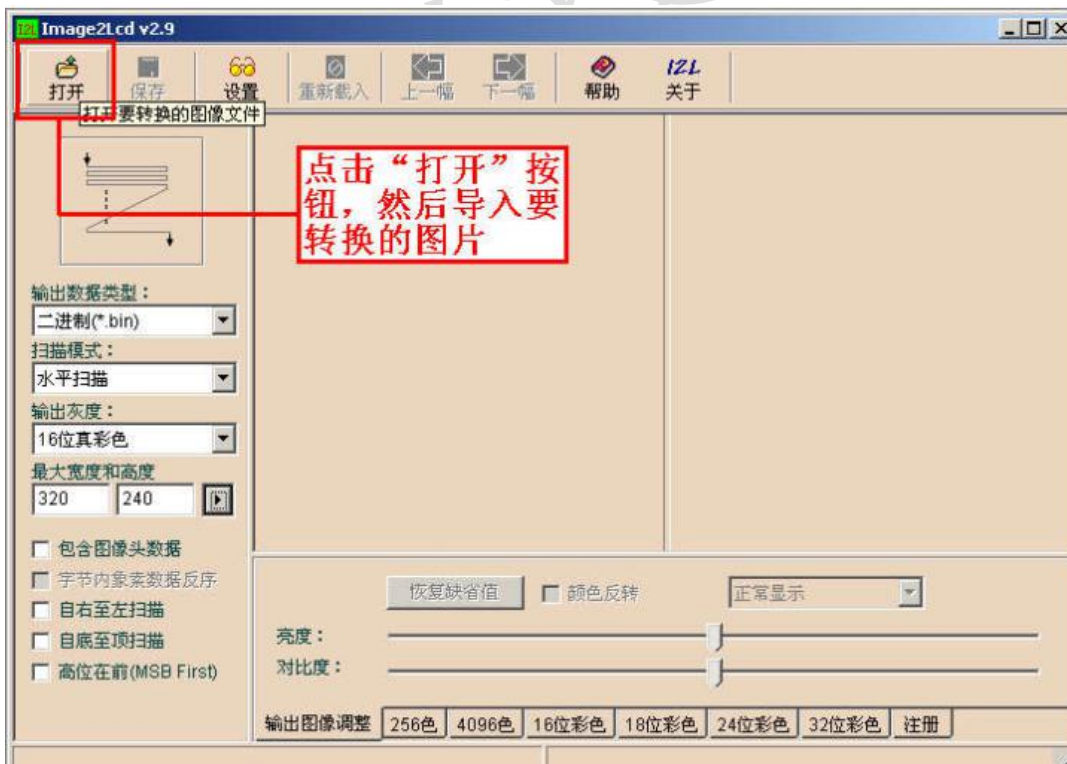 Image2Lcd v2.9
打开 保存 设置 重新载入 上一幅 下一幅 帮助 I2L 关于
打开要转换的图像文件
点击“打开”按
钮，然后导入要
转换的图片
输出数据类型：
二进制(*.bin)
扫描模式：
水平扫描
输出灰度：
16位真彩色
最大宽度和高度
320 240
包含图像头数据
字节内象素数据反序
自右至左扫描
自底至顶扫描
高位在前(MSB First)
恢复缺省值 颜色反转 正常显示
亮度：
对比度：
输出图像调整 256色 4096色 16位彩色 18位彩色 24位彩色 32位彩色 注册